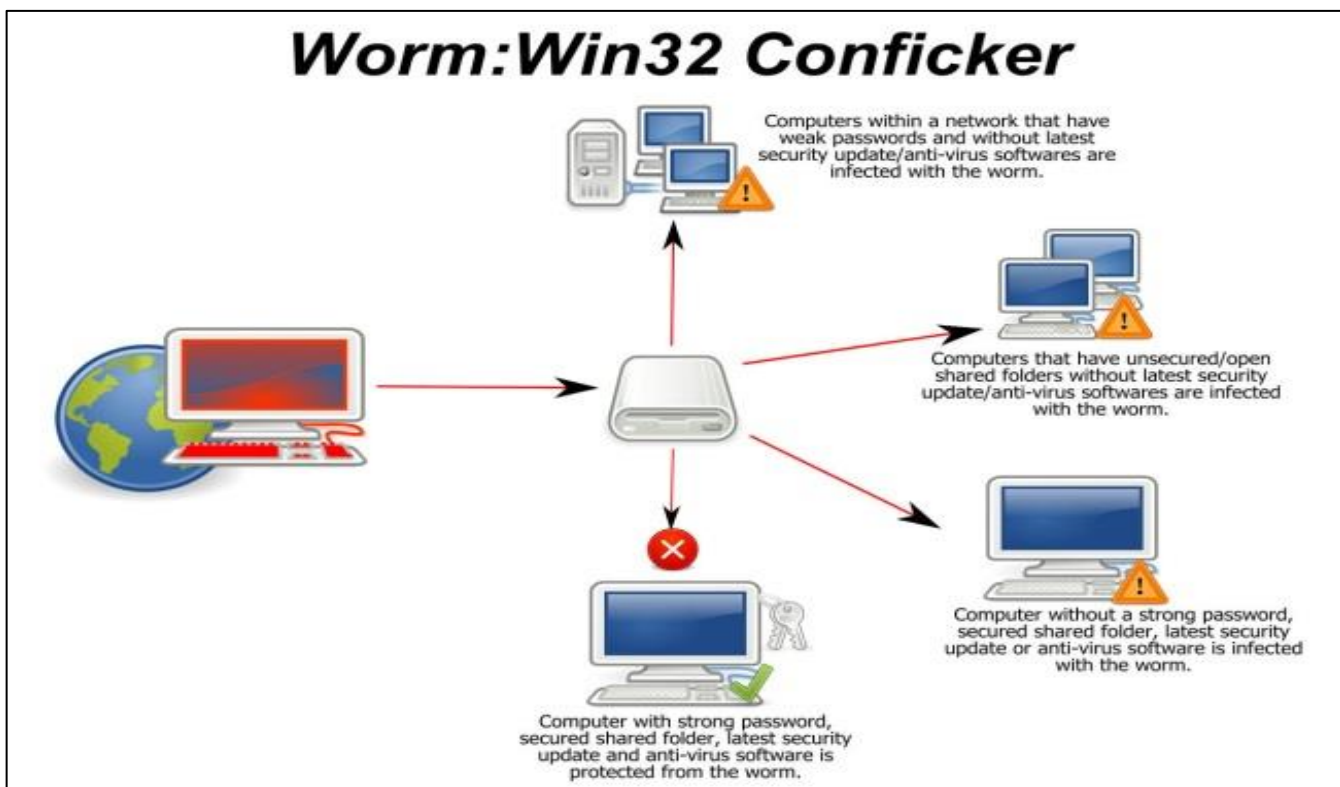 Worm:Win32 Conficker
Computers within a network that have
weak passwords and without latest
security update/anti-virus softwares are
infected with the worm.
Computers that have unsecured/open
shared folders without latest security
update/anti-virus softwares are infected
with the worm.
Computer without a strong password,
secured shared folder, latest security
update or anti-virus software is infected
with the worm.
Computer with strong password,
secured shared folder, latest security
update and anti-virus software is
protected from the worm.